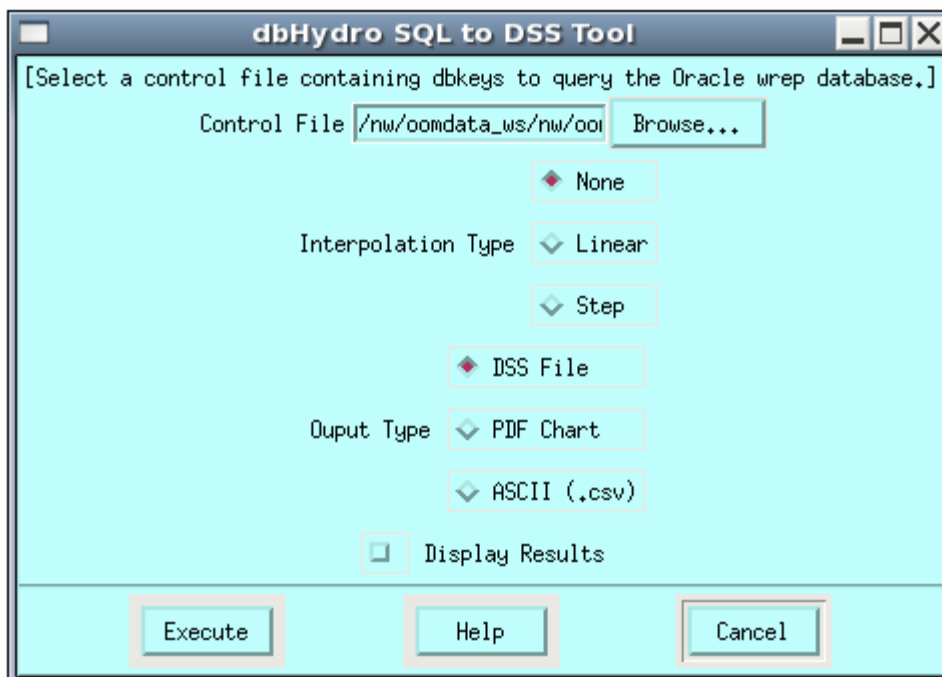 dbHydro SQL to DSS Tool
[Select a control file containing dbkeys to query the Oracle wrep database.]
Control File /nw/oomdata_ws/nw/oo Browse...
None
Interpolation Type Linear
Step
DSS File
Ouput Type PDF Chart
ASCII (.csv)
Display Results
Execute Help Cancel